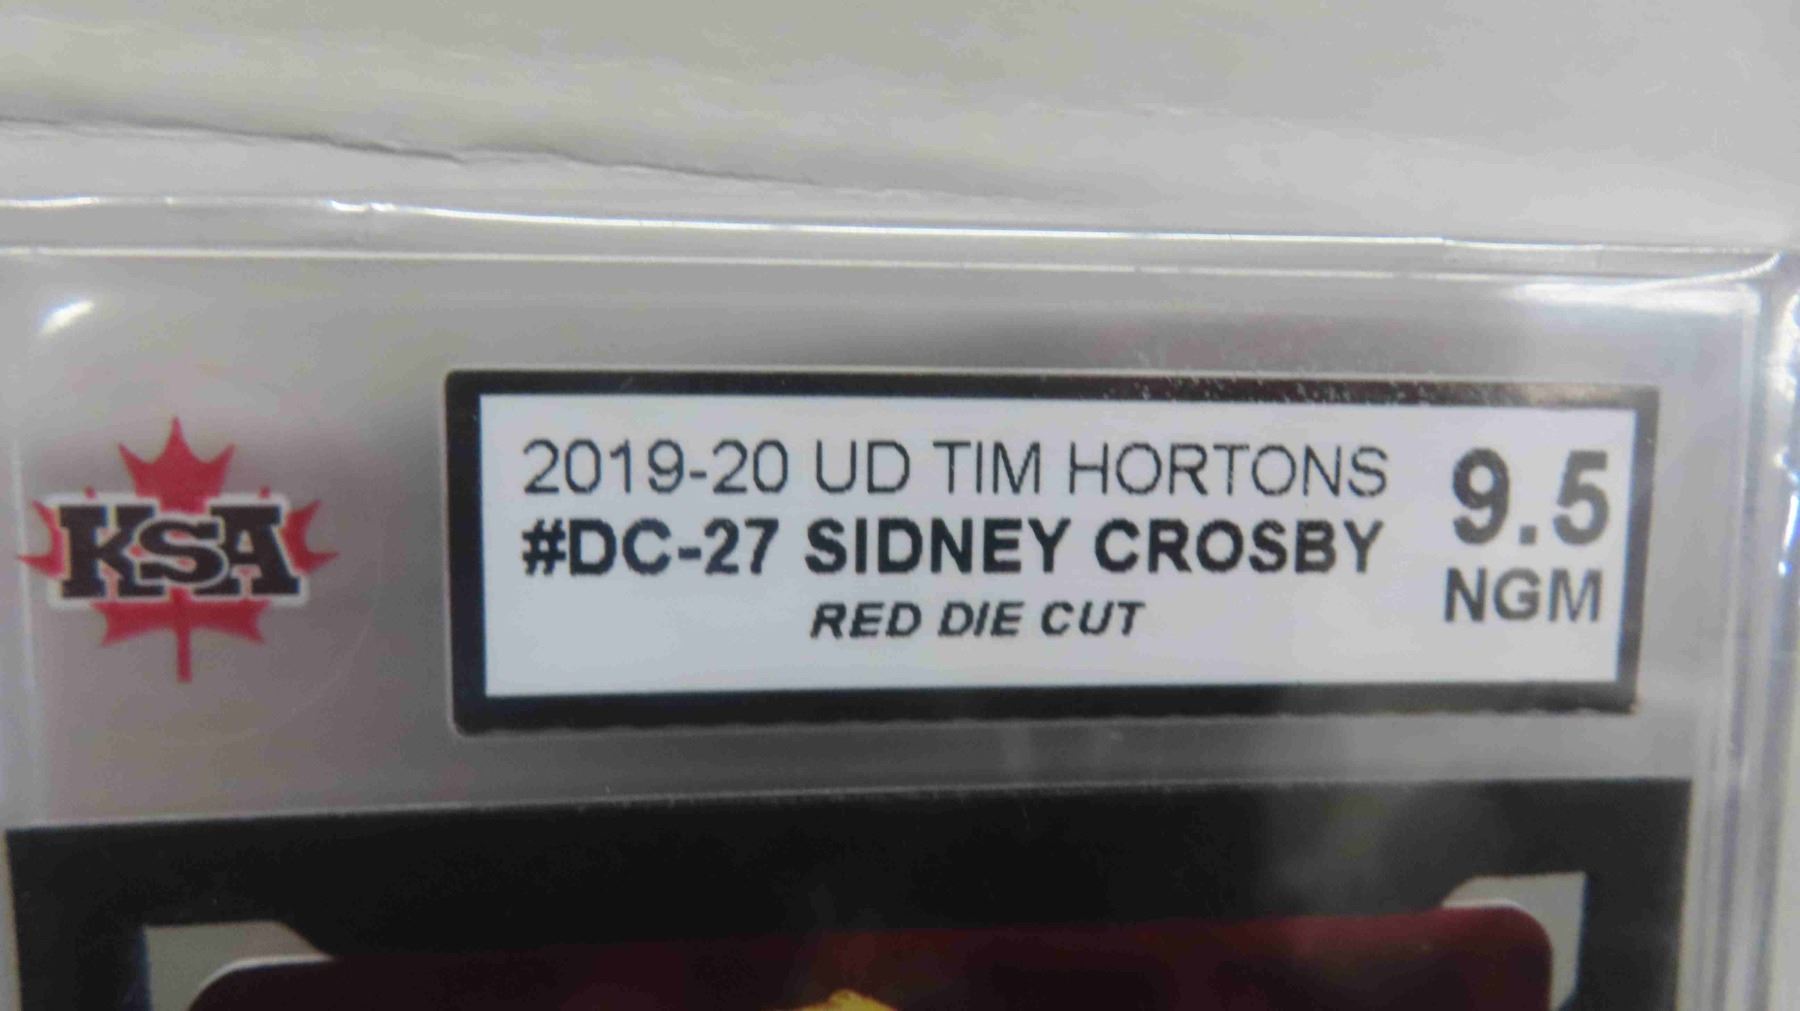 KSA
2019-20 UD TIM HORTONS
#DC-27 SIDNEY CROSBY
RED DIE CUT
9.5
NGM